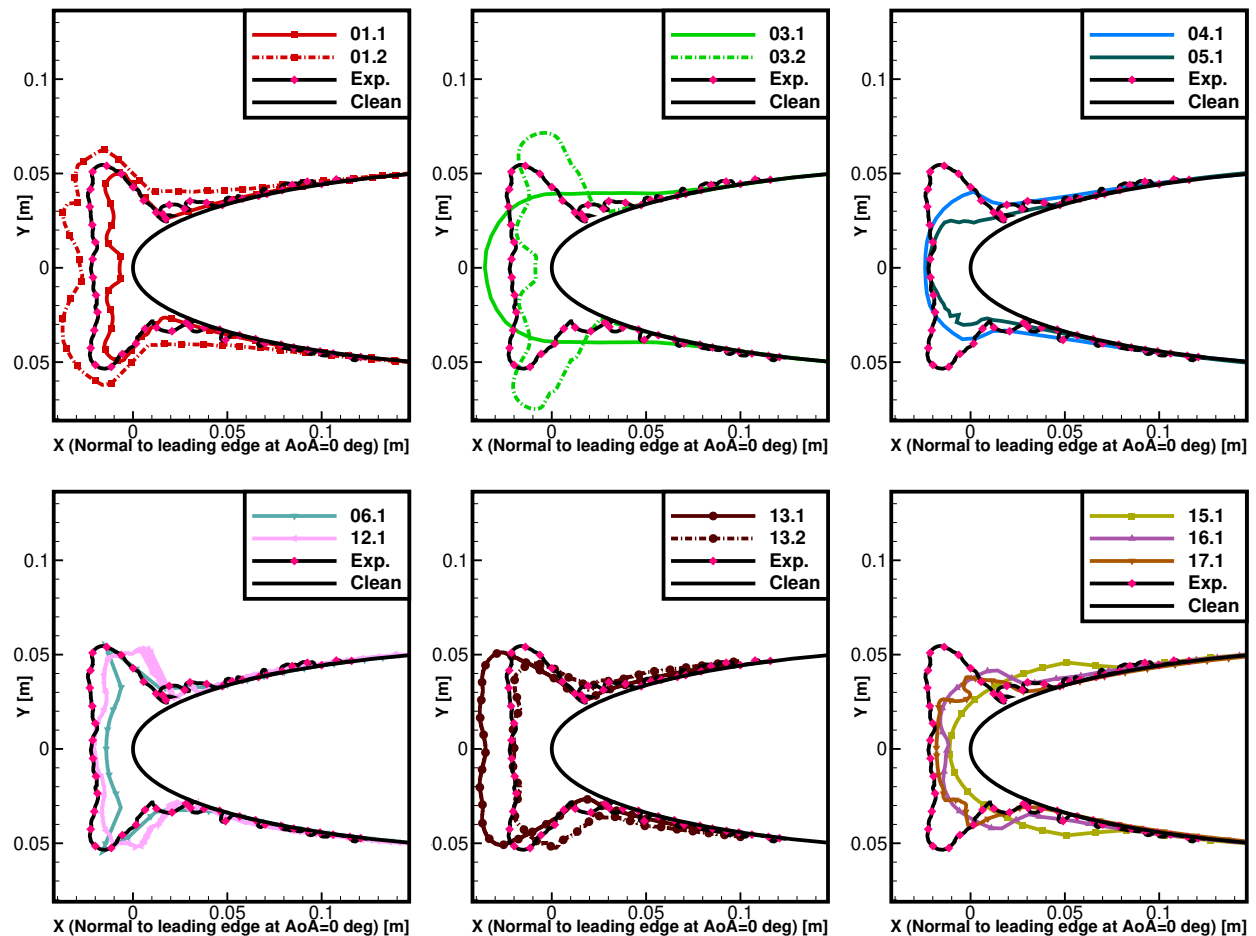 01.1
01.2
Exp.
Clean
0.1
0.05
0
0.05
Y [m]
0 0.05 0.1
X (Normal to leading edge at AoA=0 deg) [m]
03.1
03.2
Exp.
Clean
0.1
0.05
0
0.05
Y [m]
0 0.05 0.1
X (Normal to leading edge at AoA=0 deg) [m]
04.1
05.1
Exp.
Clean
0.1
0.05
0
0.05
Y [m]
0 0.05 0.1
X (Normal to leading edge at AoA=0 deg) [m]
06.1
12.1
Exp.
Clean
0.1
0.05
0
0.05
Y [m]
0 0.05 0.1
X (Normal to leading edge at AoA=0 deg) [m]
13.1
13.2
Exp.
Clean
0.1
0.05
0
0.05
Y [m]
0 0.05 0.1
X (Normal to leading edge at AoA=0 deg) [m]
15.1
16.1
17.1
Exp.
Clean
0.1
0.05
0
0.05
Y [m]
0 0.05 0.1
X (Normal to leading edge at AoA=0 deg) [m]